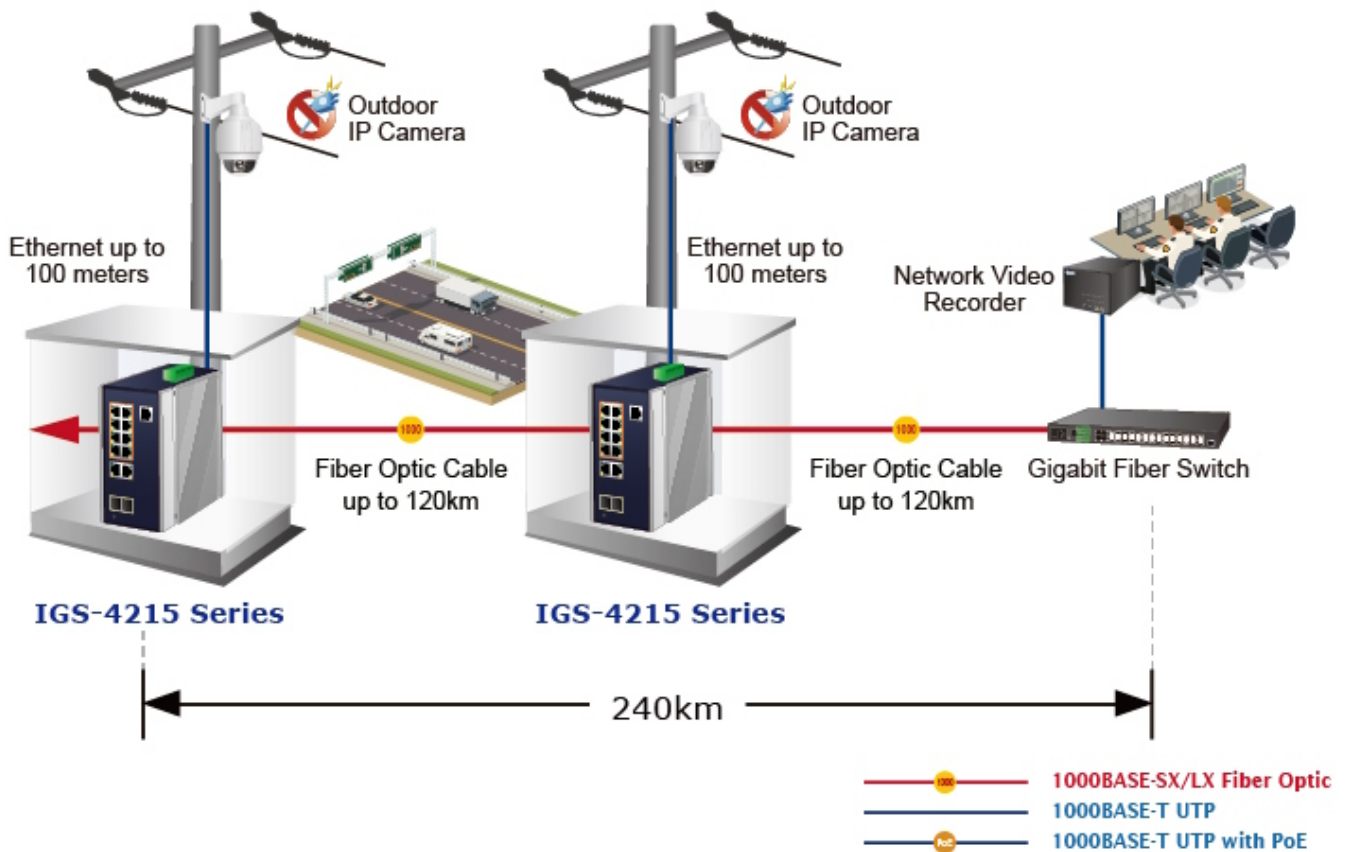 Outdoor
IP Camera
Outdoor
IP Camera
Ethernet up to
100 meters
Ethernet up to
100 meters
Network Video
Recorder
1000
1000
Fiber Optic Cable
up to 120km
Fiber Optic Cable
up to 120km
Gigabit Fiber Switch
IGS-4215 Series
IGS-4215 Series
240km
1000 1000BASE-SX/LX Fiber Optic
1000BASE-T UTP
PoE 1000BASE-T UTP with PoE